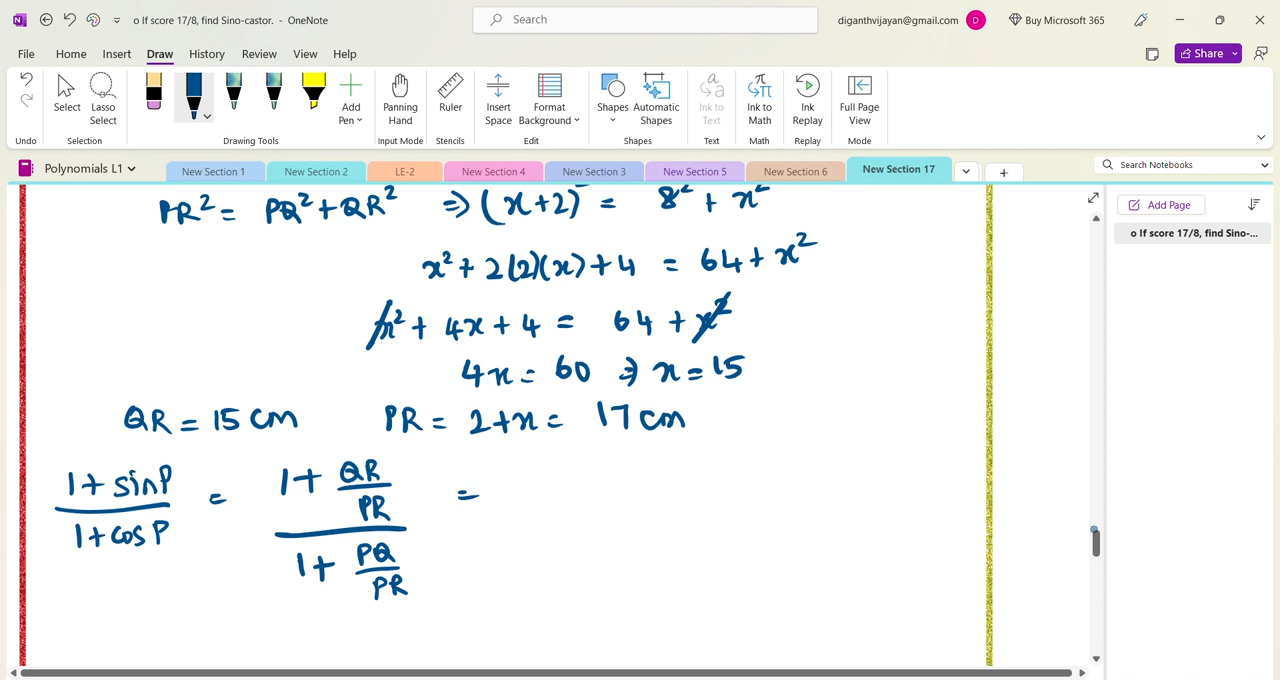 o If score 17/8, find Sino-castor. - OneNote
Search
diganthvijayan@gmail.com
D
Buy Microsoft 365
File Home Insert Draw History Review View Help
Share
Undo
Select
Lasso Select
Add Pen
Panning Hand
Ruler
Insert Space
Format Background
Shapes
Automatic Shapes
Ink to Text
Ink to Math
Ink Replay
Full Page View
Undo Selection Drawing Tools Input Mode Stencils Edit Shapes Text Math Replay Mode
Polynomials L1
New Section 1 New Section 2 LE-2 New Section 4 New Section 3 New Section 5 New Section 6 New Section 17
Search Notebooks
Add Page
o If score 17/8, find Sino-...
PR² = PQ² + QR² ⇒ (x+2)² = 8² + x²
x² + 2(2)(x) + 4 = 64 + x²
x² + 4x + 4 = 64 + x²
4x = 60 ⇒ x = 15
QR = 15 cm PR = 2+x = 17 cm
1 + sinP / 1 + cosP = 1 + QR/PR / 1 + PQ/PR =